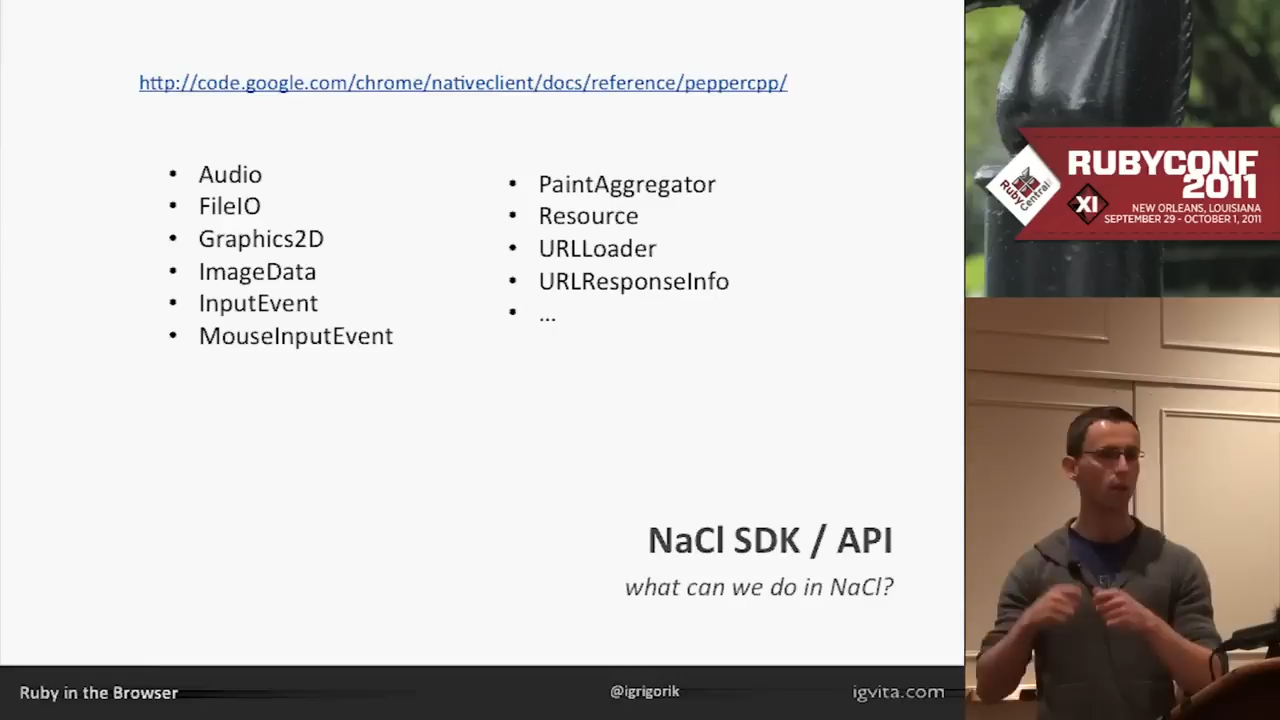 http://code.google.com/chrome/nativeclient/docs/reference/peppercpp/
• Audio
• FileIO
• Graphics2D
• ImageData
• InputEvent
• MouseInputEvent
• PaintAggregator
• Resource
• URLLoader
• URLResponseInfo
• ...
NaCl SDK / API
what can we do in NaCl?
Ruby in the Browser
@igrigorik
igvita.com
RubyCentral
XI
RUBYCONF
2011
NEW ORLEANS, LOUISIANA
SEPTEMBER 29 - OCTOBER 1, 2011